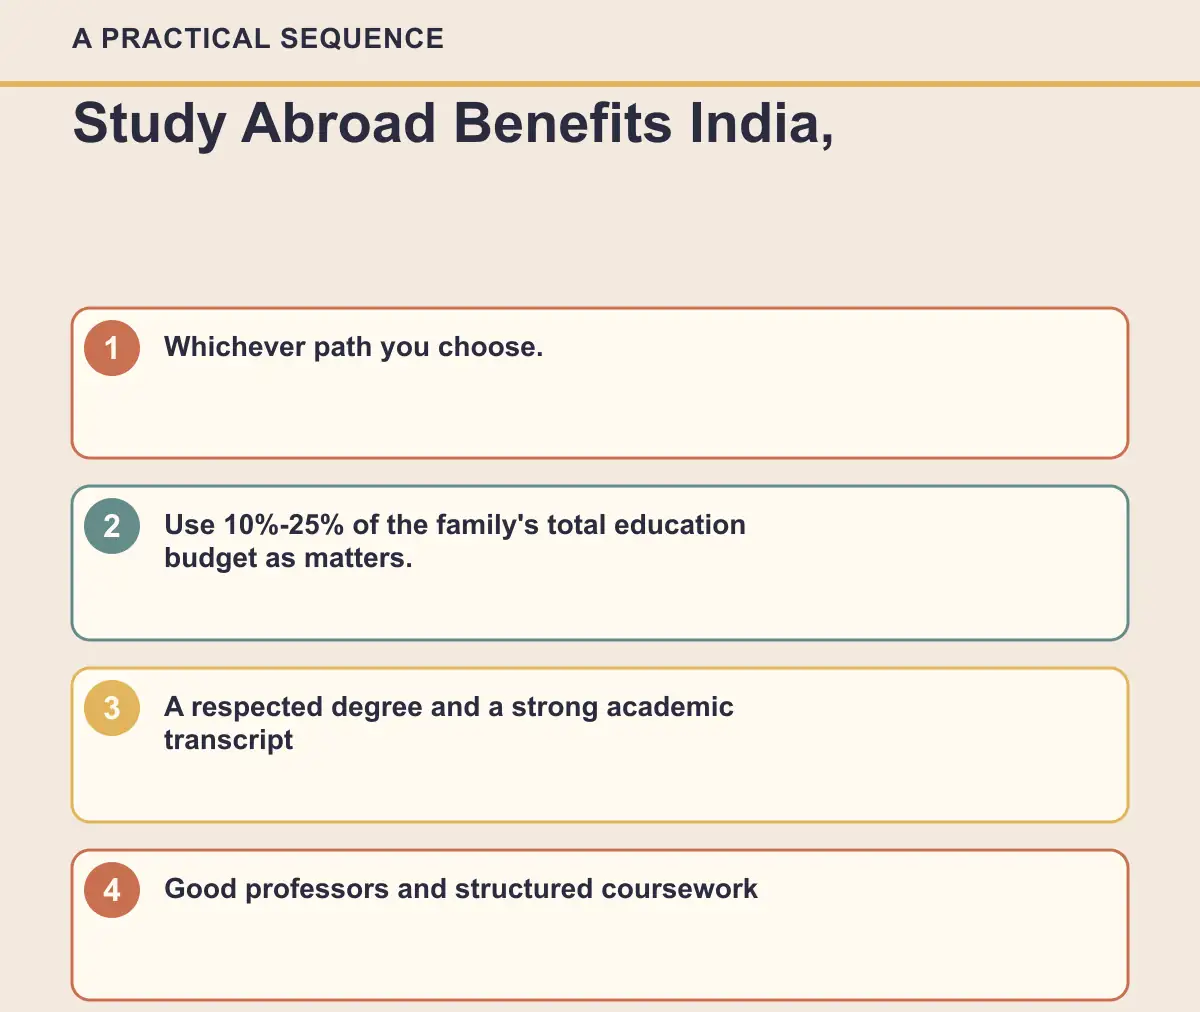 A PRACTICAL SEQUENCE
Study Abroad Benefits India,
1
Whichever path you choose.
2
Use 10%-25% of the family's total education
budget as matters.
3
A respected degree and a strong academic
transcript
4
Good professors and structured coursework